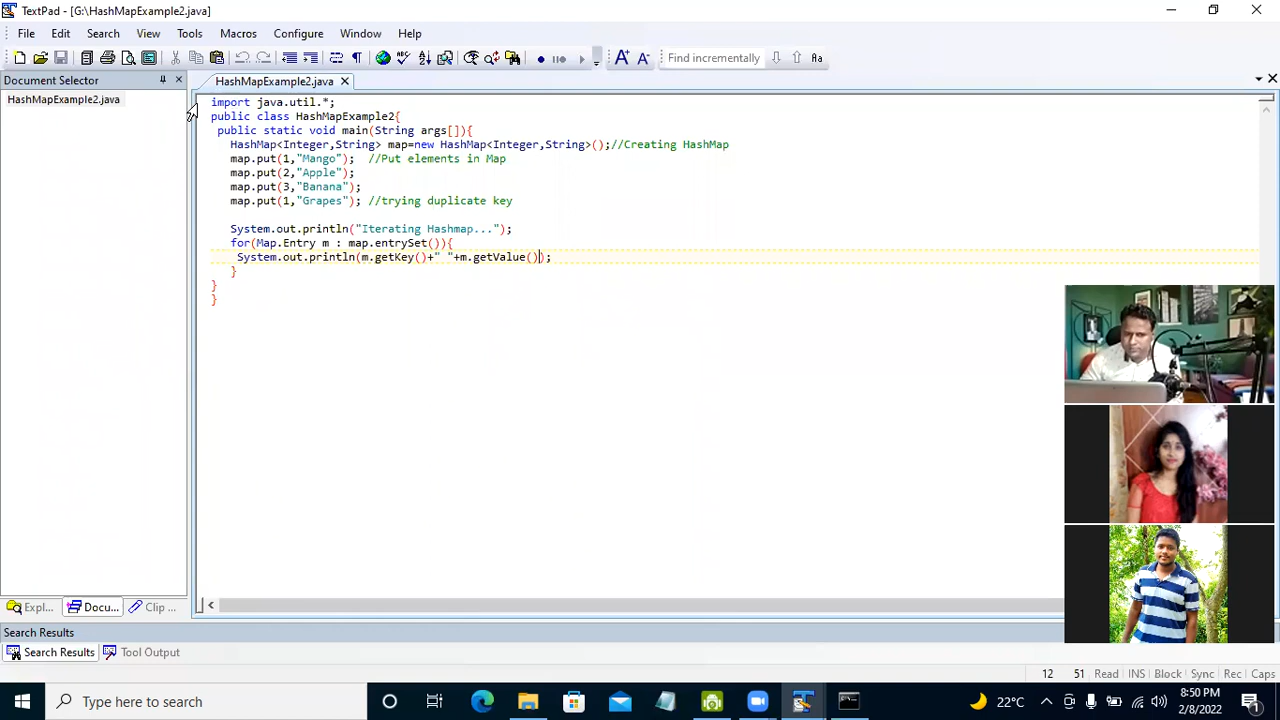 TextPad - [G:\HashMapExample2.java]
File Edit Search View Tools Macros Configure Window Help
Find incrementally
Document Selector
HashMapExample2.java
HashMapExample2.java
import java.util.*;
public class HashMapExample2{
public static void main(String args[]){
HashMap<Integer,String> map=new HashMap<Integer,String>();//Creating HashMap
map.put(1,"Mango");  //Put elements in Map
map.put(2,"Apple");
map.put(3,"Banana");
map.put(1,"Grapes"); //trying duplicate key
System.out.println("Iterating Hashmap...");
for(Map.Entry m : map.entrySet()){
System.out.println(m.getKey()+" "+m.getValue());
}
}
}
Expl... Docu... Clip ...
Search Results
Search Results Tool Output
12 51 Read INS Block Sync Rec Caps
Type here to search
22°C
8:50 PM
2/8/2022